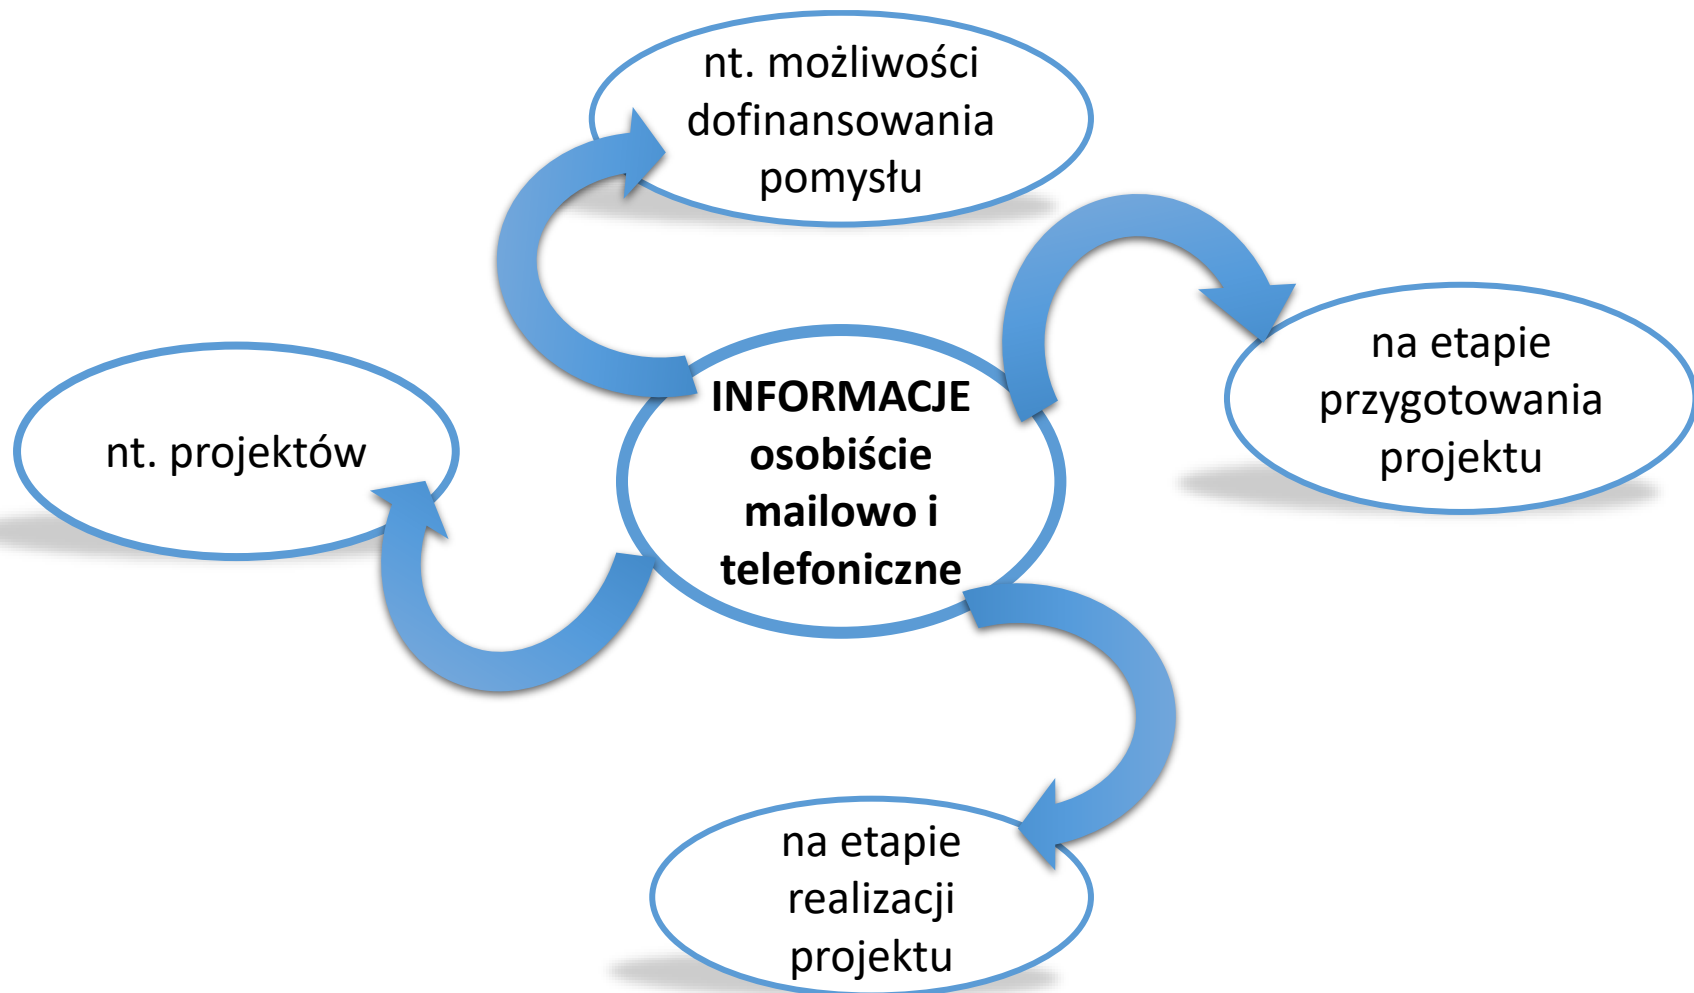 nt. możliwości
dofinansowania
pomysłu
na etapie
przygotowania
projektu
INFORMACJE
osobiście
mailowo i
telefoniczne
nt. projektów
na etapie
realizacji
projektu